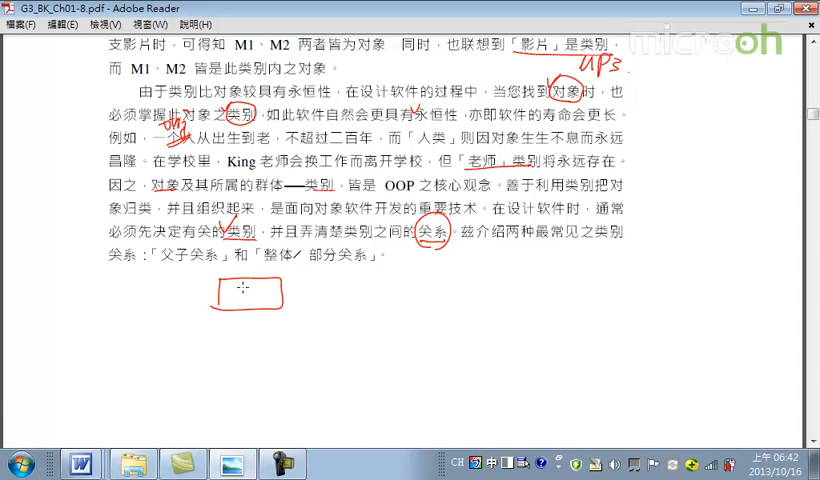 G3_BK_Ch01-8.pdf - Adobe Reader
檔案(F) 編輯(E) 檢視(V) 視窗(W) 說明(H)
microoh
支影片时，可得知 M1、M2 两者皆为对象，同时，也联想到「影片」是类别，
而 M1、M2 皆是此类别内之对象。
MP3
由于类别比对象较具有永恒性，在设计软件的过程中，当您找到对象时，也
必须掌握此对象之类别，如此软件自然会更具有永恒性，亦即软件的寿命会更长。
例如，一个人从出生到老，不超过二百年，而「人类」则因对象生生不息而永远
昌隆。在学校里，King 老师会换工作而离开学校，但「老师」类别将永远存在。
因之，对象及其所属的群体──类别，皆是 OOP 之核心观念。善于利用类别把对
象归类，并且组织起来，是面向对象软件开发的重要技术。在设计软件时，通常
必须先决定有关的类别，并且弄清楚类别之间的关系。兹介绍两种最常见之类别
关系：「父子关系」和「整体／部分关系」。
CH 中
上午 06:42
2013/10/16